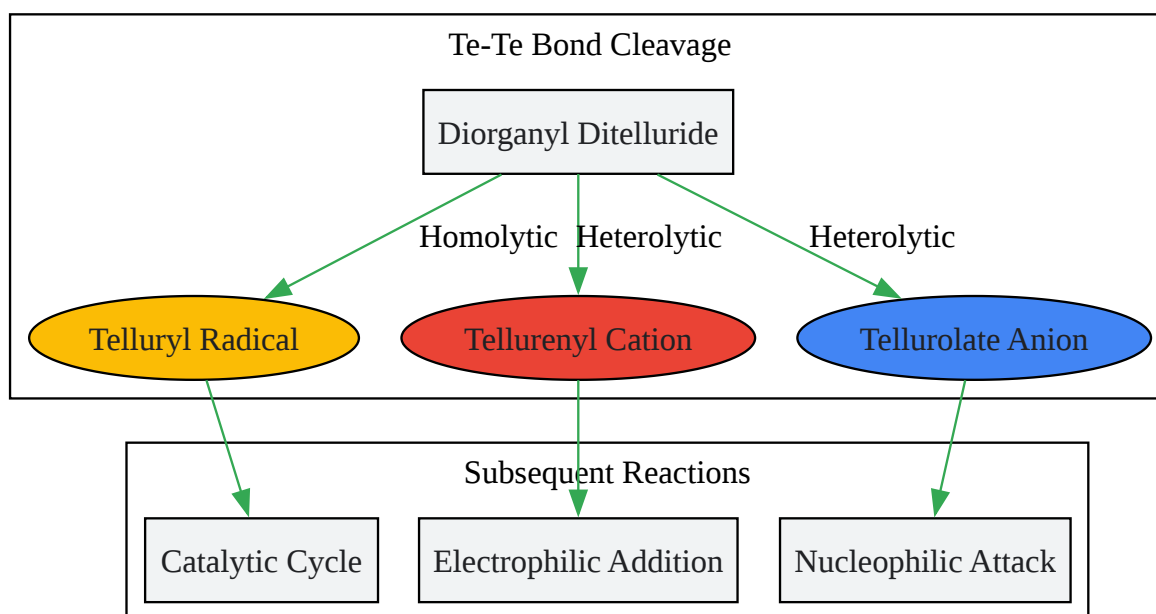 Te-Te Bond Cleavage
Diorganyl Ditelluride
Homolytic
Heterolytic
Heterolytic
Telluryl Radical
Tellurenyl Cation
Tellurolate Anion
Subsequent Reactions
Catalytic Cycle
Electrophilic Addition
Nucleophilic Attack